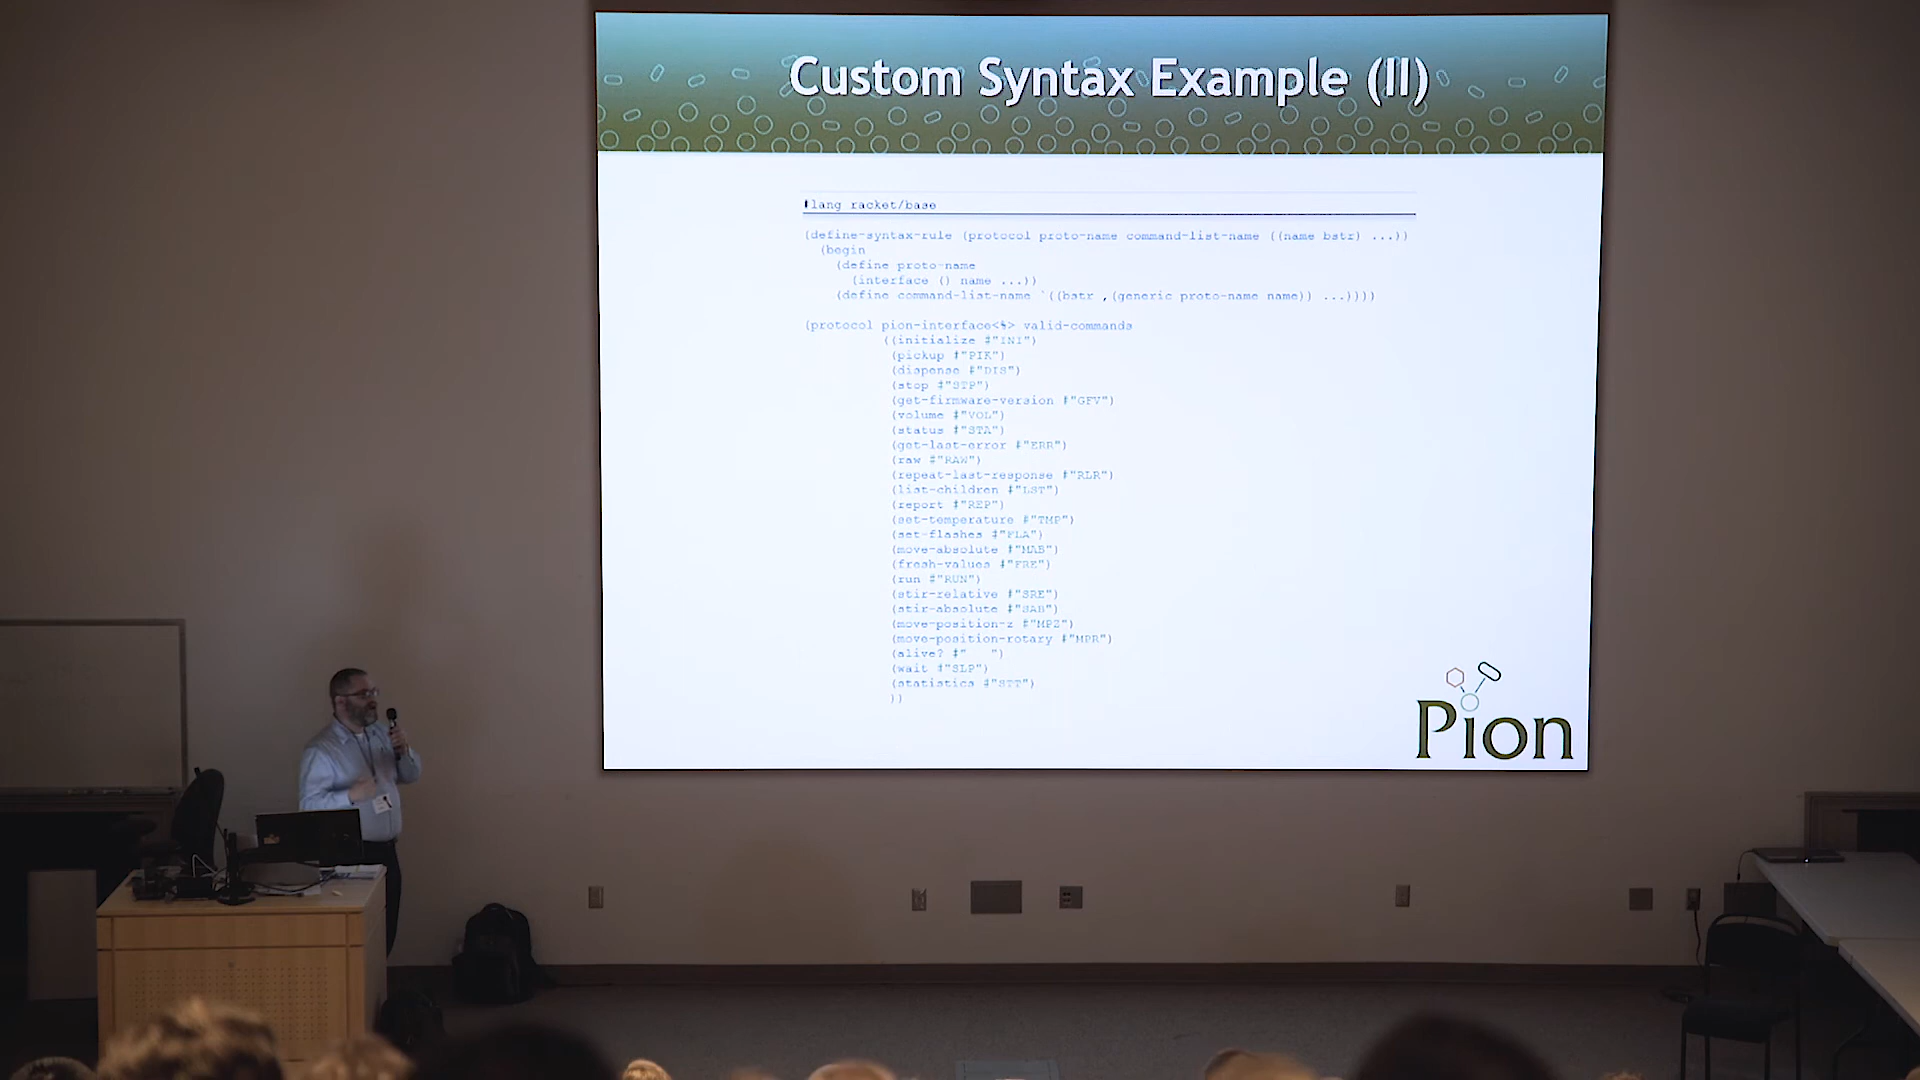 Custom Syntax Example (II)
#lang racket/base
(define-syntax-rule (protocol proto-name command-list-name ((name bstr) ...))
(begin
(define proto-name
(interface () name ...))
(define command-list-name `((bstr ,(generic proto-name name)) ...))))
(protocol pion-interface<%> valid-commands
((initialize #"INI")
(pickup #"PIK")
(dispense #"DIS")
(stop #"STP")
(get-firmware-version #"GFV")
(volume #"VOL")
(status #"STA")
(get-last-error #"ERR")
(raw #"RAW")
(repeat-last-response #"RLR")
(list-children #"LST")
(report #"REP")
(set-temperature #"TMP")
(set-flashes #"FLA")
(move-absolute #"MAB")
(fresh-values #"FRE")
(run #"RUN")
(stir-relative #"SRE")
(stir-absolute #"SAB")
(move-position-z #"MPZ")
(move-position-rotary #"MPR")
(alive? #"   ")
(wait #"SLP")
(statistics #"STT")
))
Pion